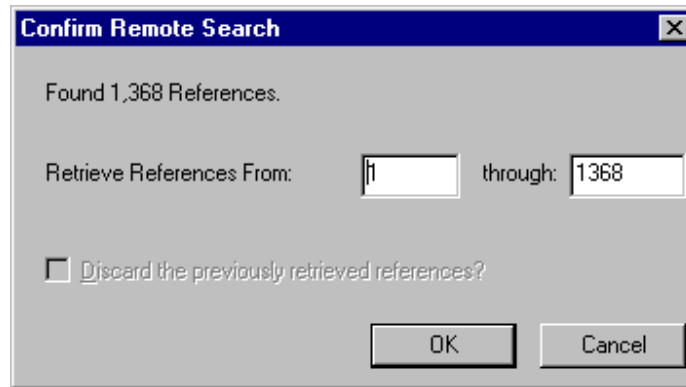 Confirm Remote Search
Found 1,368 References.
Retrieve References From: 1 through: 1368
Discard the previously retrieved references?
OK Cancel